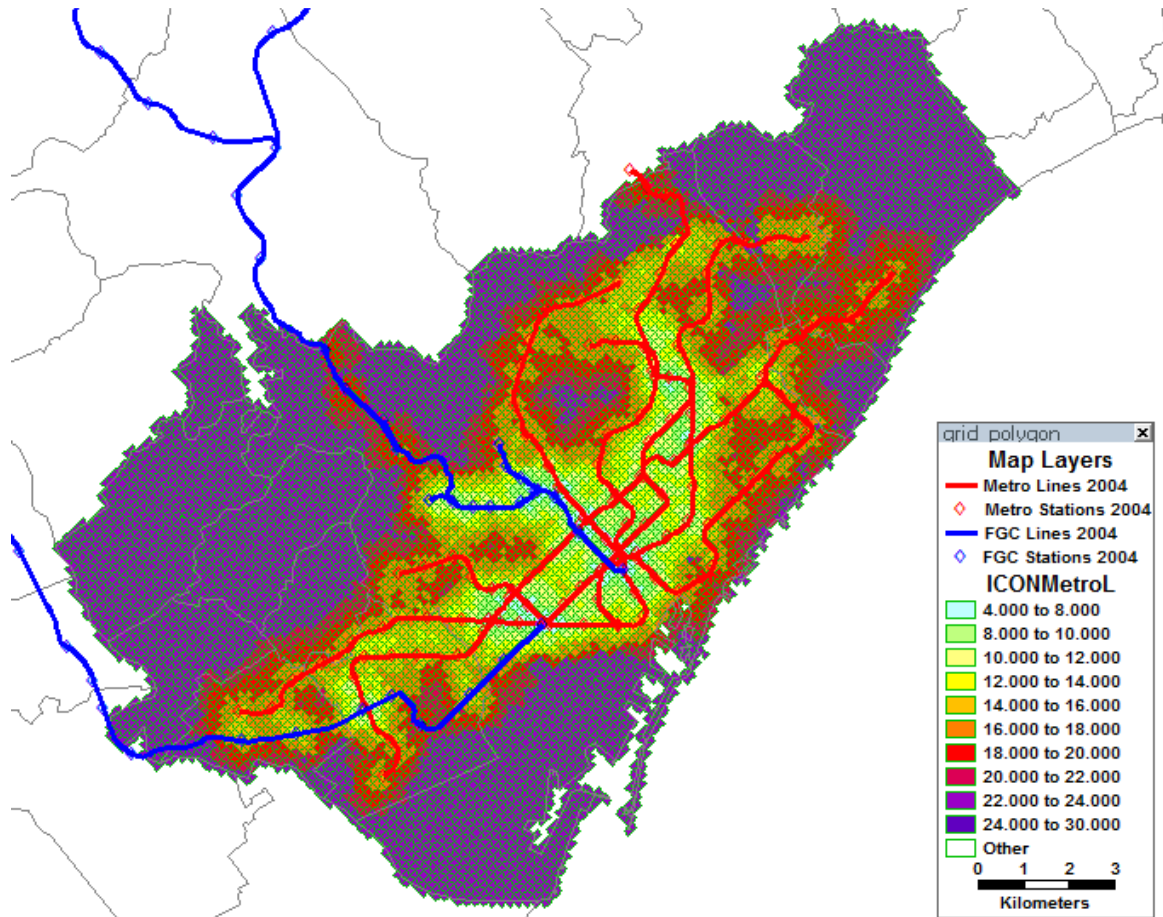 grid_polygon
Map Layers
Metro Lines 2004
Metro Stations 2004
FGC Lines 2004
FGC Stations 2004
ICONMetroL
4.000 to 8.000
8.000 to 10.000
10.000 to 12.000
12.000 to 14.000
14.000 to 16.000
16.000 to 18.000
18.000 to 20.000
20.000 to 22.000
22.000 to 24.000
24.000 to 30.000
Other
0 1 2 3
Kilometers